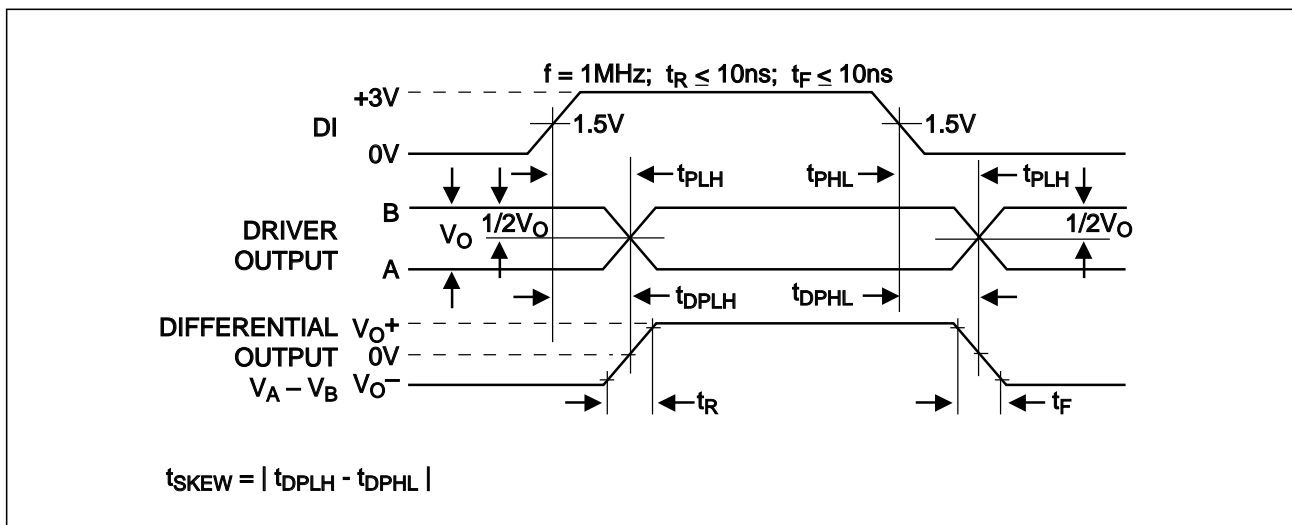 f = 1MHz; tR ≤ 10ns; tF ≤ 10ns
+3V
DI
1.5V
1.5V
0V
tPLH
tPHL
tPLH
B
DRIVER
OUTPUT
VO
1/2VO
1/2VO
A
tDPLH
tDPHL
DIFFERENTIAL
OUTPUT
VA – VB
VO+
0V
VO–
tR
tF
tSKEW = | tDPLH - tDPHL |